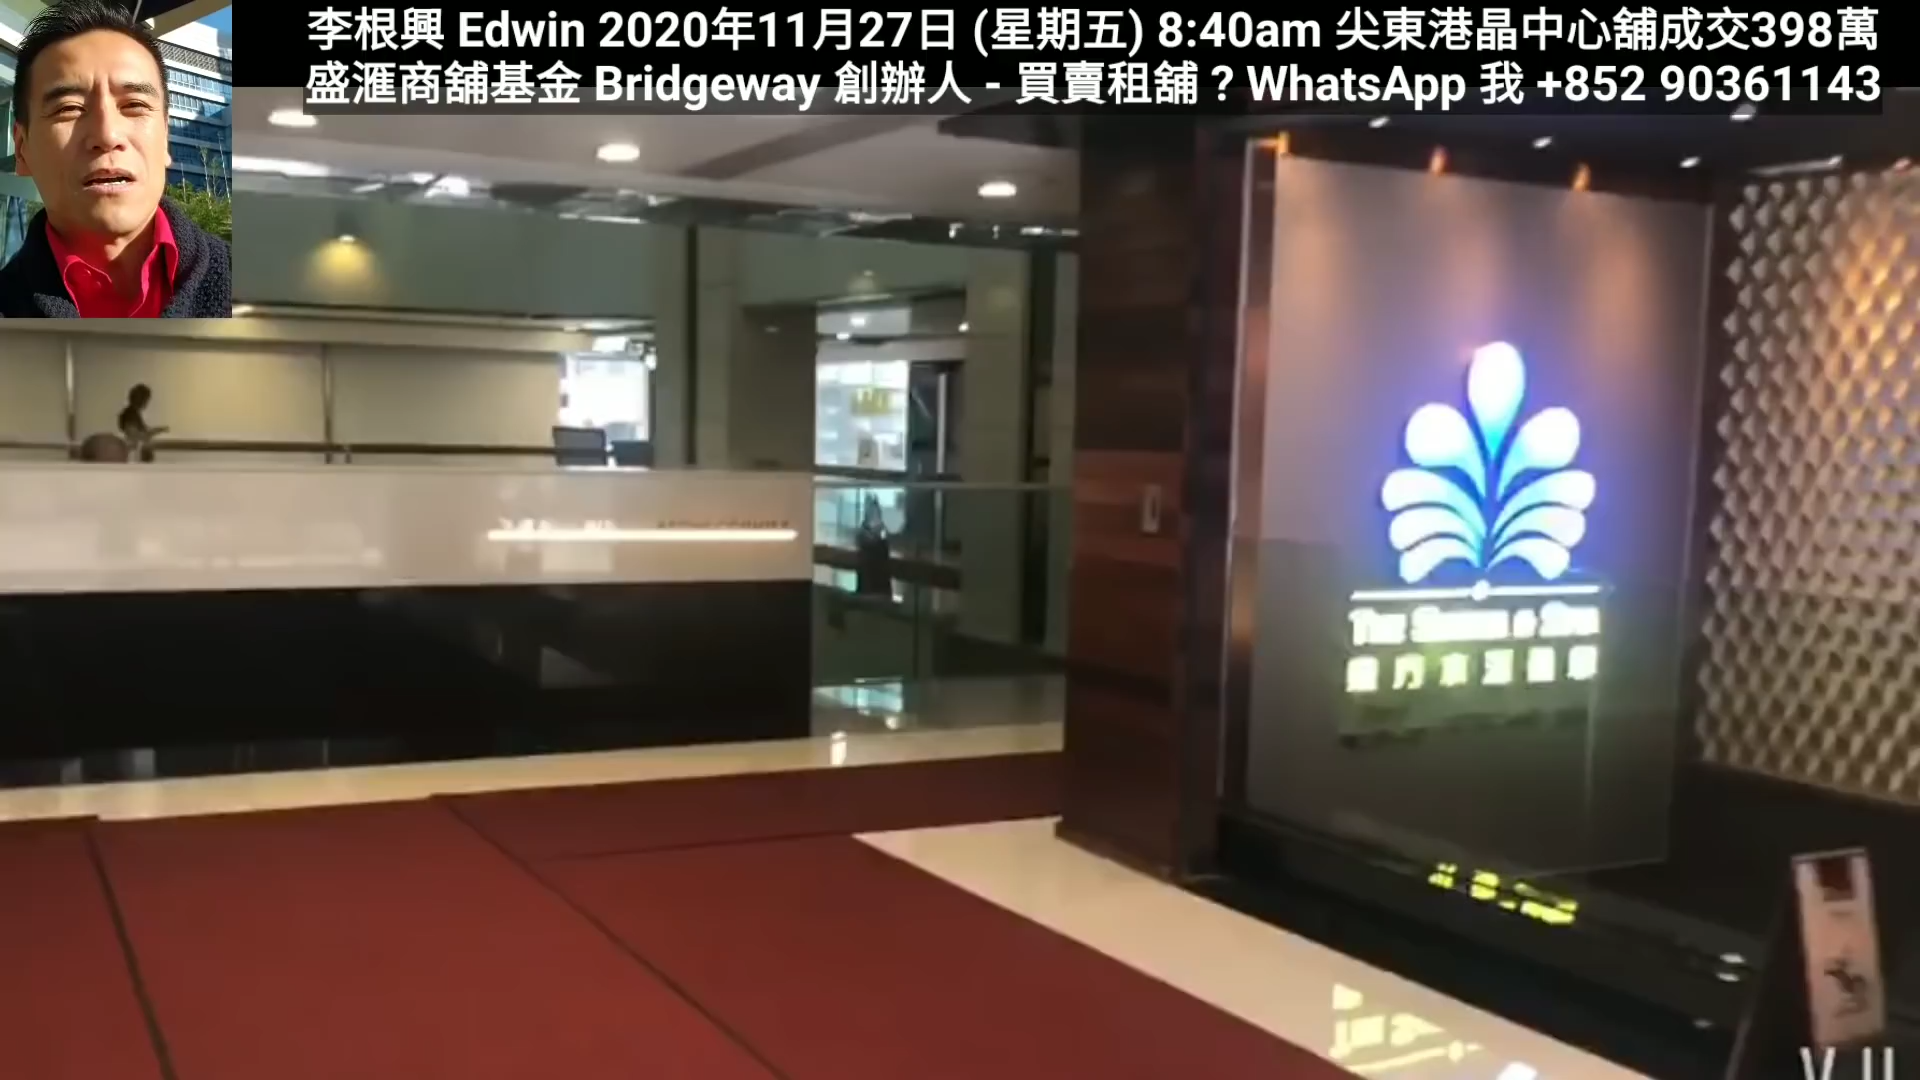 李根興 Edwin 2020年11月27日 (星期五) 8:40am 尖東港晶中心舖成交398萬
盛滙商舖基金 Bridgeway 創辦人 - 買賣租舖 ? WhatsApp 我 +852 90361143